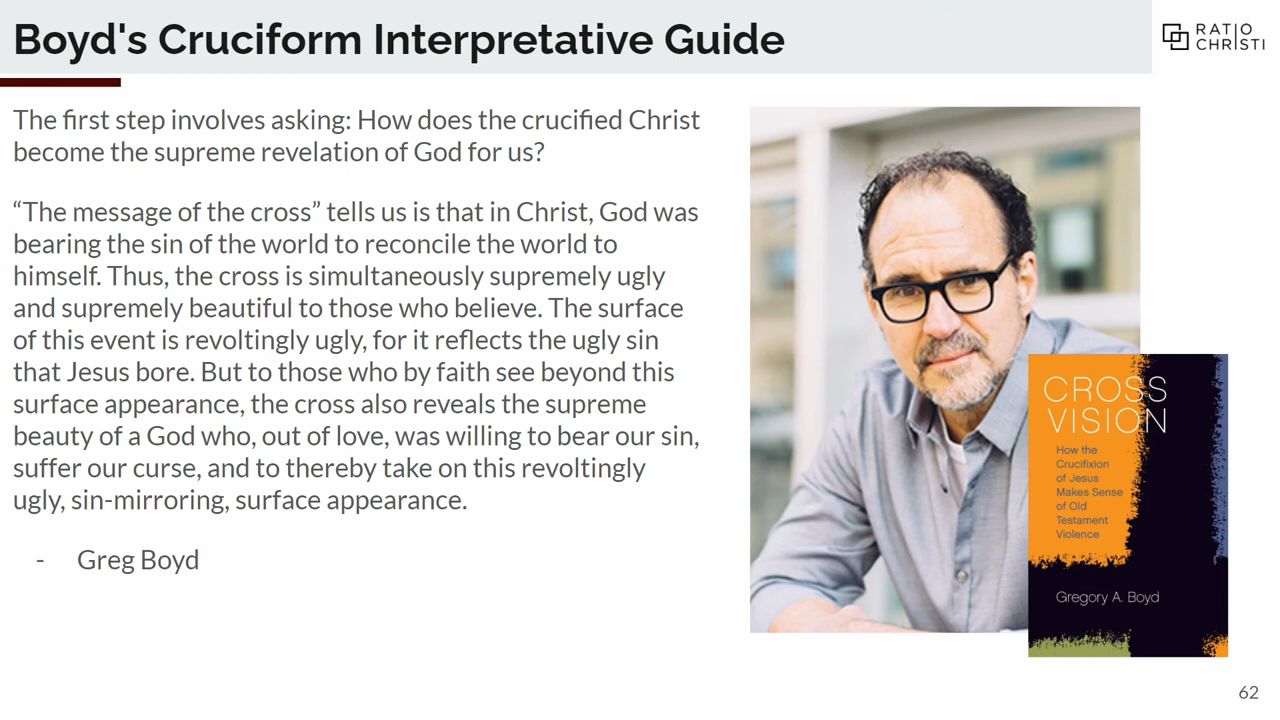 Boyd's Cruciform Interpretative Guide
RATIO
CHRISTI
The first step involves asking: How does the crucified Christ
become the supreme revelation of God for us?
“The message of the cross” tells us is that in Christ, God was
bearing the sin of the world to reconcile the world to
himself. Thus, the cross is simultaneously supremely ugly
and supremely beautiful to those who believe. The surface
of this event is revoltingly ugly, for it reflects the ugly sin
that Jesus bore. But to those who by faith see beyond this
surface appearance, the cross also reveals the supreme
beauty of a God who, out of love, was willing to bear our sin,
suffer our curse, and to thereby take on this revoltingly
ugly, sin-mirroring, surface appearance.
- Greg Boyd
CROSS
VISION
How the
Crucifixion
of Jesus
Makes Sense
of Old
Testament
Violence
Gregory A. Boyd
62